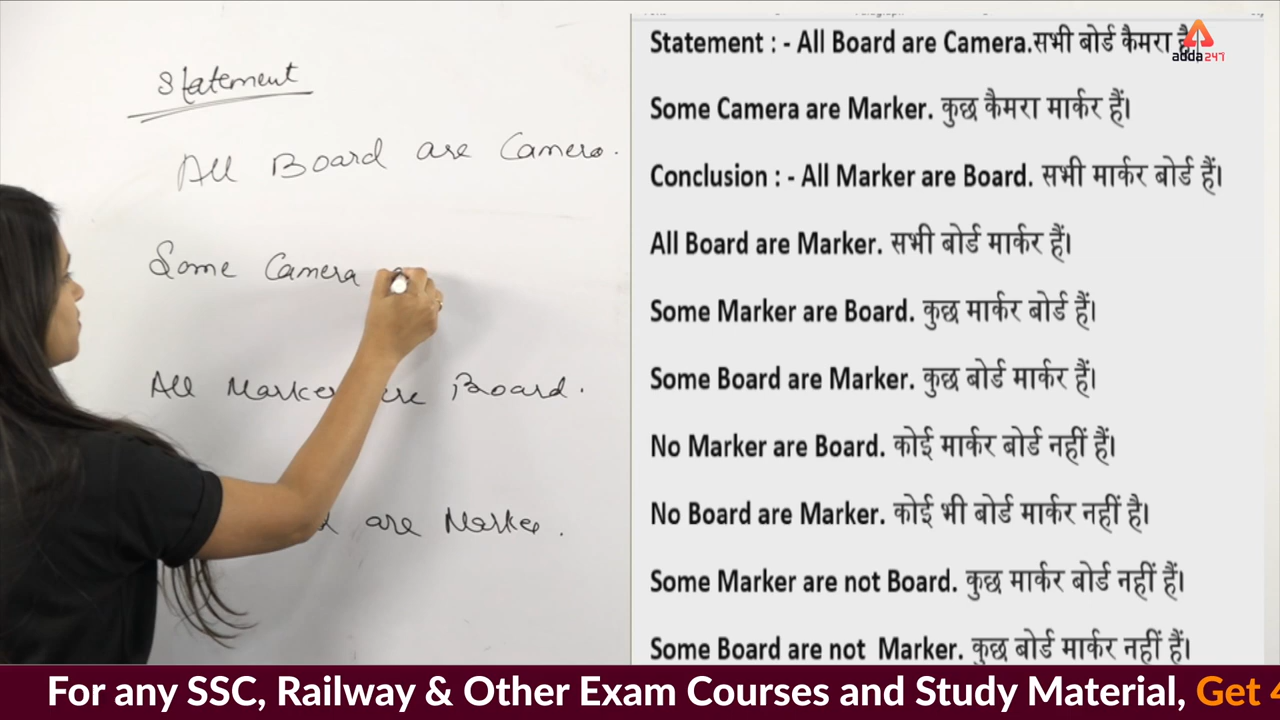 Statement
All Board are Camera.
Some Camera
All Marker are Board.
are Marker.
Statement : - All Board are Camera.सभी बोर्ड कैमरा है
adda247
Some Camera are Marker. कुछ कैमरा मार्कर हैं।
Conclusion : - All Marker are Board. सभी मार्कर बोर्ड हैं।
All Board are Marker. सभी बोर्ड मार्कर हैं।
Some Marker are Board. कुछ मार्कर बोर्ड हैं।
Some Board are Marker. कुछ बोर्ड मार्कर हैं।
No Marker are Board. कोई मार्कर बोर्ड नहीं हैं।
No Board are Marker. कोई भी बोर्ड मार्कर नहीं है।
Some Marker are not Board. कुछ मार्कर बोर्ड नहीं हैं।
Some Board are not Marker. कुछ बोर्ड मार्कर नहीं हैं।
For any SSC, Railway & Other Exam Courses and Study Material, Get